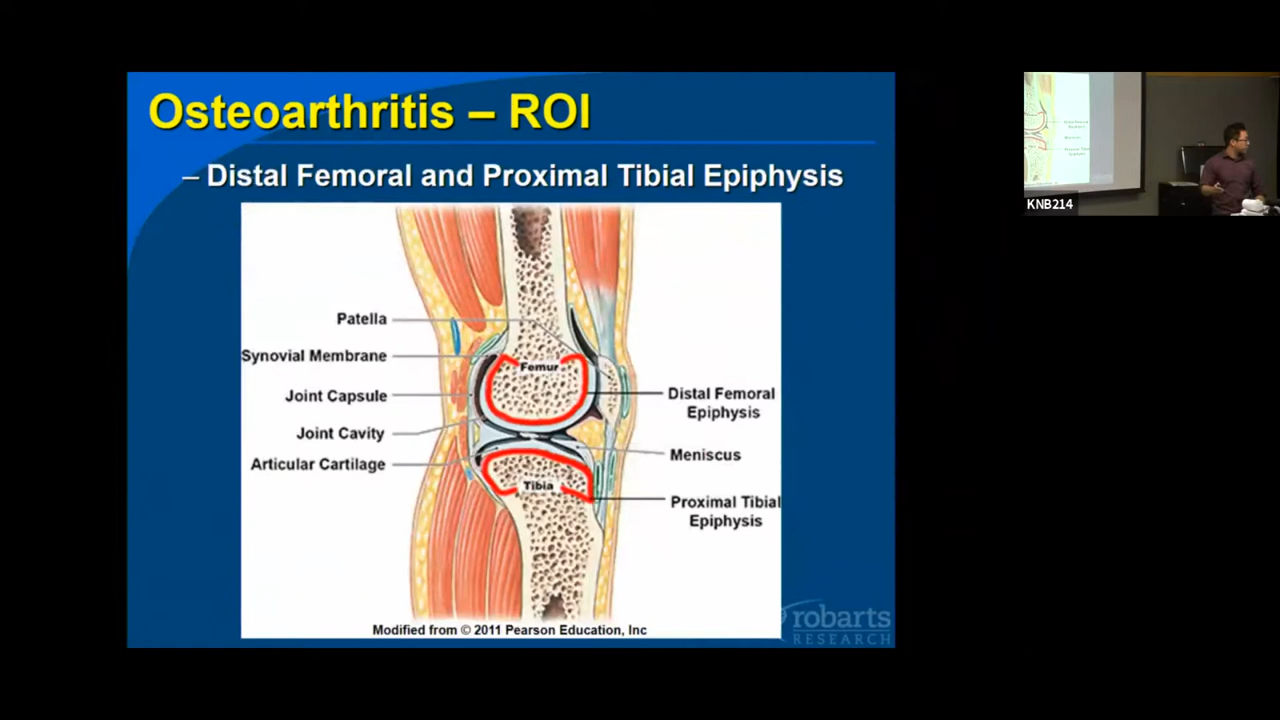 Osteoarthritis – ROI
– Distal Femoral and Proximal Tibial Epiphysis
Patella
Synovial Membrane
Joint Capsule
Joint Cavity
Articular Cartilage
Femur
Tibia
Distal Femoral
Epiphysis
Meniscus
Proximal Tibial
Epiphysis
Modified from © 2011 Pearson Education, Inc
robarts
RESEARCH
KNB214